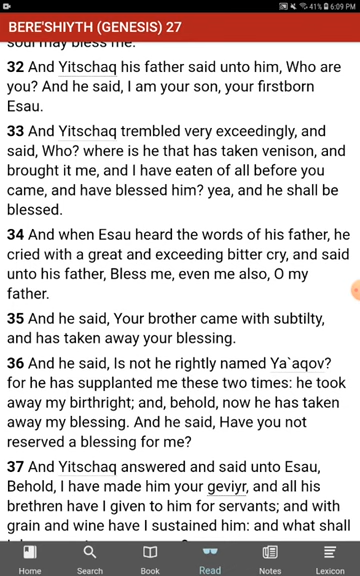 41% 6:09 PM
BERE'SHIYTH (GENESIS) 27
soul may bless me.
32 And Yitschaq his father said unto him, Who are
you? And he said, I am your son, your firstborn
Esau.
33 And Yitschaq trembled very exceedingly, and
said, Who? where is he that has taken venison, and
brought it me, and I have eaten of all before you
came, and have blessed him? yea, and he shall be
blessed.
34 And when Esau heard the words of his father, he
cried with a great and exceeding bitter cry, and said
unto his father, Bless me, even me also, O my
father.
35 And he said, Your brother came with subtilty,
and has taken away your blessing.
36 And he said, Is not he rightly named Ya`aqov?
for he has supplanted me these two times: he took
away my birthright; and, behold, now he has taken
away my blessing. And he said, Have you not
reserved a blessing for me?
37 And Yitschaq answered and said unto Esau,
Behold, I have made him your geviyr, and all his
brethren have I given to him for servants; and with
grain and wine have I sustained him: and what shall
Home Search Book Read Notes Lexicon